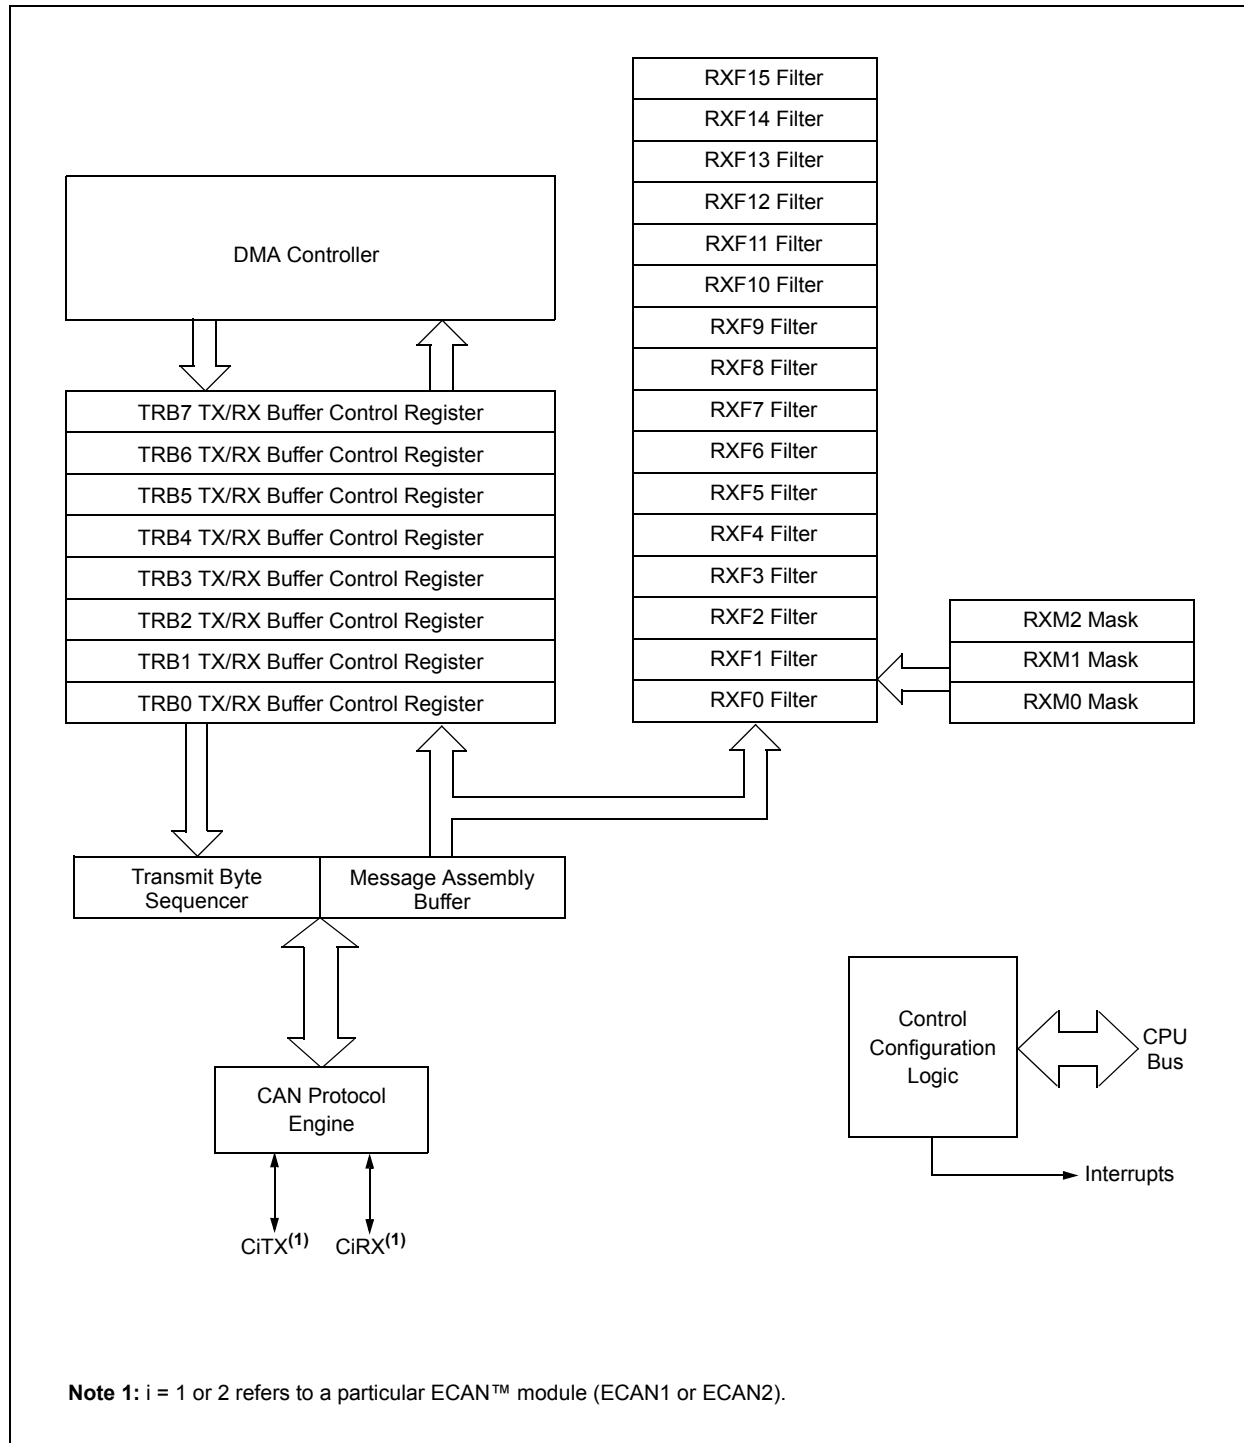 RXF15 Filter
RXF14 Filter
RXF13 Filter
RXF12 Filter
RXF11 Filter
RXF10 Filter
RXF9 Filter
RXF8 Filter
RXF7 Filter
RXF6 Filter
RXF5 Filter
RXF4 Filter
RXF3 Filter
RXF2 Filter
RXF1 Filter
RXF0 Filter
DMA Controller
TRB7 TX/RX Buffer Control Register
TRB6 TX/RX Buffer Control Register
TRB5 TX/RX Buffer Control Register
TRB4 TX/RX Buffer Control Register
TRB3 TX/RX Buffer Control Register
TRB2 TX/RX Buffer Control Register
TRB1 TX/RX Buffer Control Register
TRB0 TX/RX Buffer Control Register
RXM2 Mask
RXM1 Mask
RXM0 Mask
Transmit Byte
Sequencer
Message Assembly
Buffer
Control
Configuration
Logic
CPU
Bus
CAN Protocol
Engine
Interrupts
CiTX(1)
CiRX(1)
Note 1: i = 1 or 2 refers to a particular ECAN™ module (ECAN1 or ECAN2).